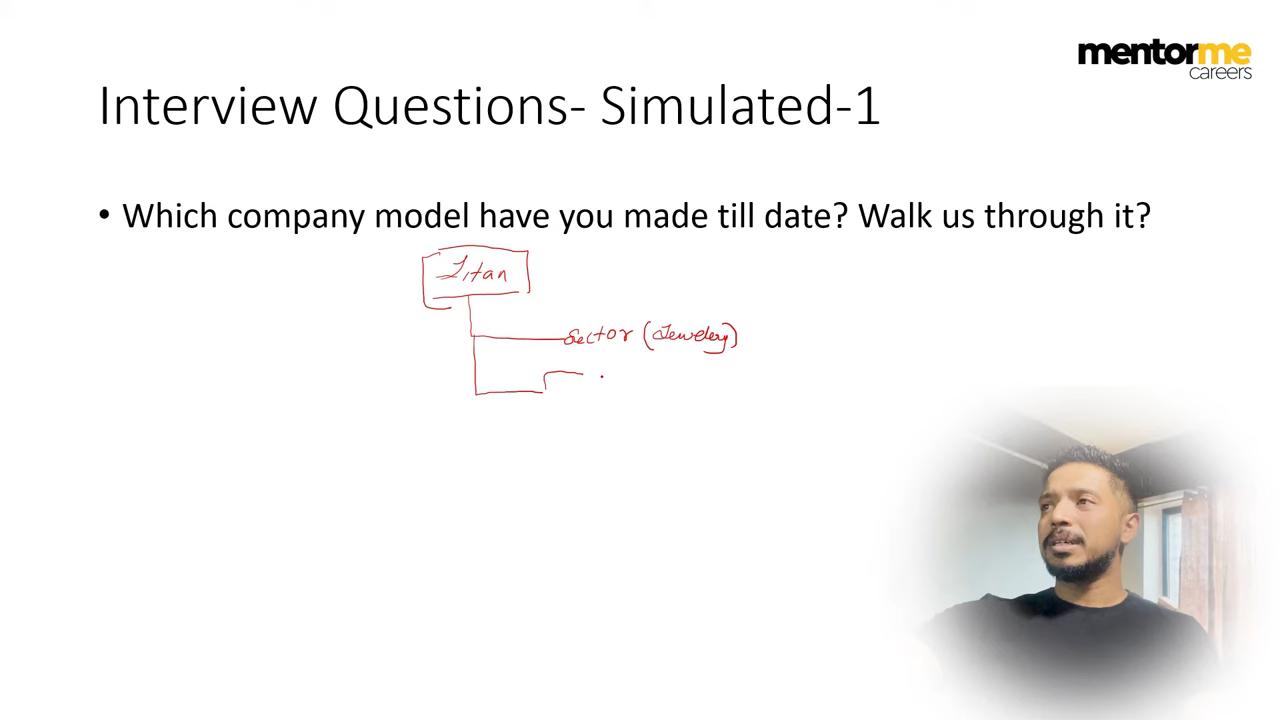 mentorme
careers
Interview Questions- Simulated-1
• Which company model have you made till date? Walk us through it?
Titan
Sector (Jewelery)